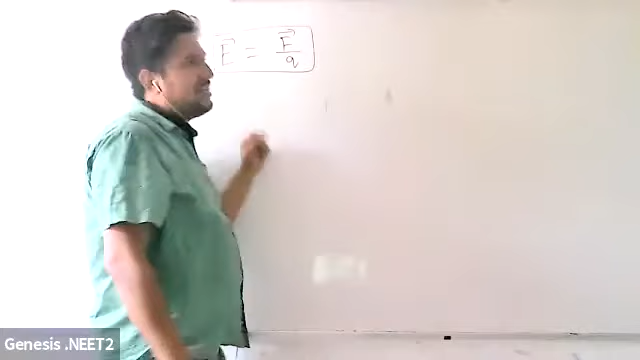 E⃗ = F⃗/q
Genesis .NEET2